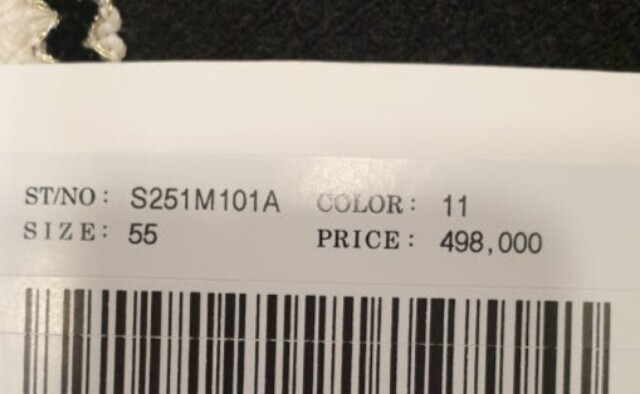 ST/NO: S251M101A COLOR: 11
SIZE: 55 PRICE: 498,000